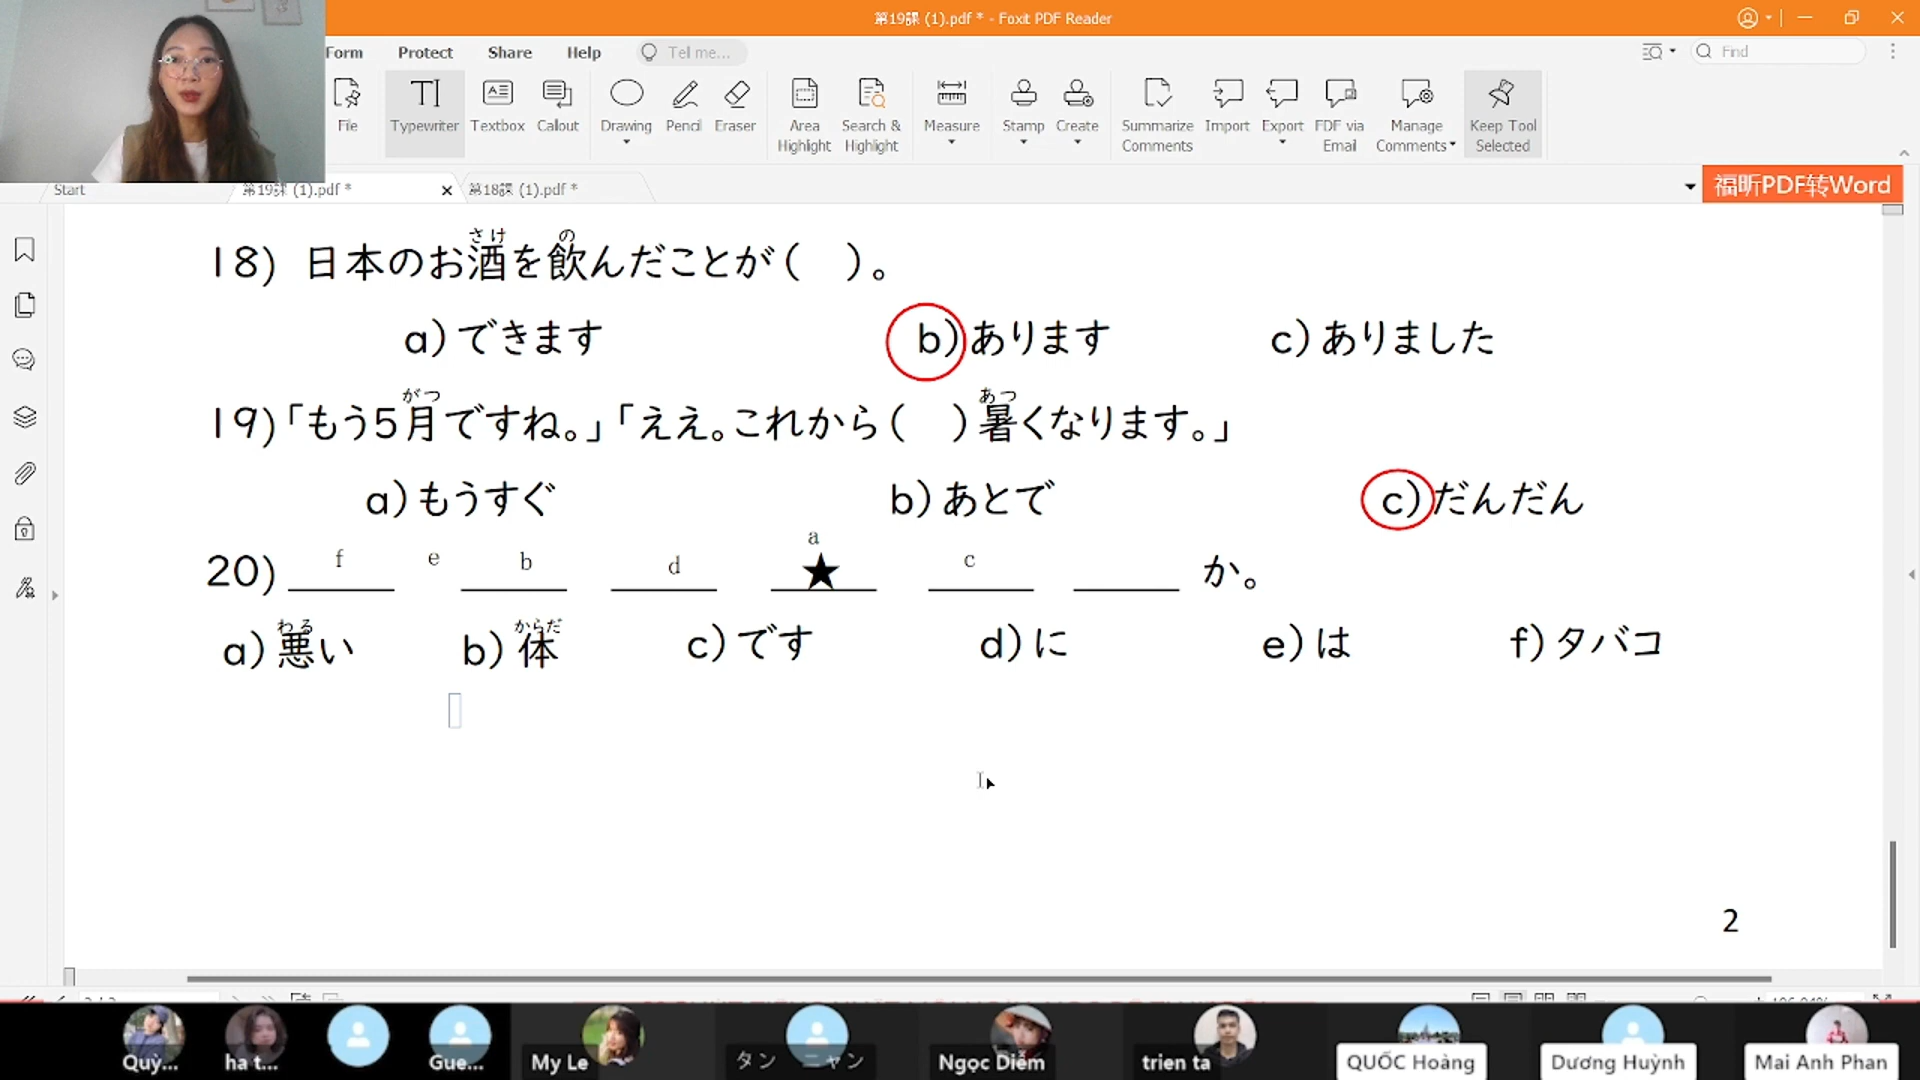 第19課 (1).pdf * - Foxit PDF Reader
Form Protect Share Help Tell me... Find
File Typewriter Textbox Callout Drawing Pencil Eraser Area Highlight Search & Highlight Measure Stamp Create Summarize Comments Import Export FDF via Email Manage Comments Keep Tool Selected
Start 第19課 (1).pdf * 第18課 (1).pdf * 福昕PDF转Word
さけ の
18) 日本のお酒を飲んだことが( )。
a)できます b)あります c)ありました
がつ あつ
19)「もう5月ですね。」「ええ。これから( )暑くなります。」
a)もうすぐ b)あとで c)だんだん
f e b d a c
20) ★ か。
わる からだ
a)悪い b)体 c)です d)に e)は f)タバコ
2
Quỳ... ha t... Gue... My Le タン ニャン Ngọc Diễm trien ta QUỐC Hoàng Dương Huỳnh Mai Anh Phan